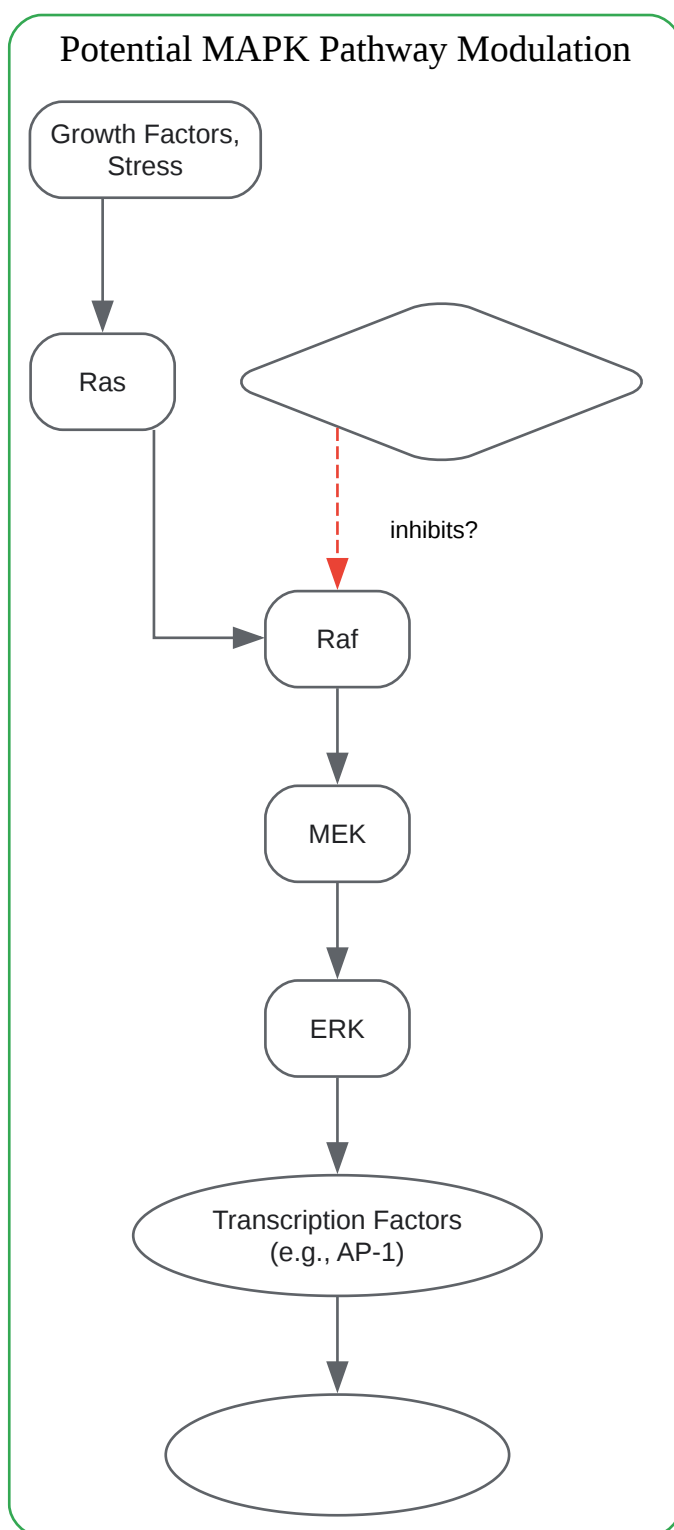 Potential MAPK Pathway Modulation
Growth Factors,
Stress
Ras
inhibits?
Raf
MEK
ERK
Transcription Factors
(e.g., AP-1)